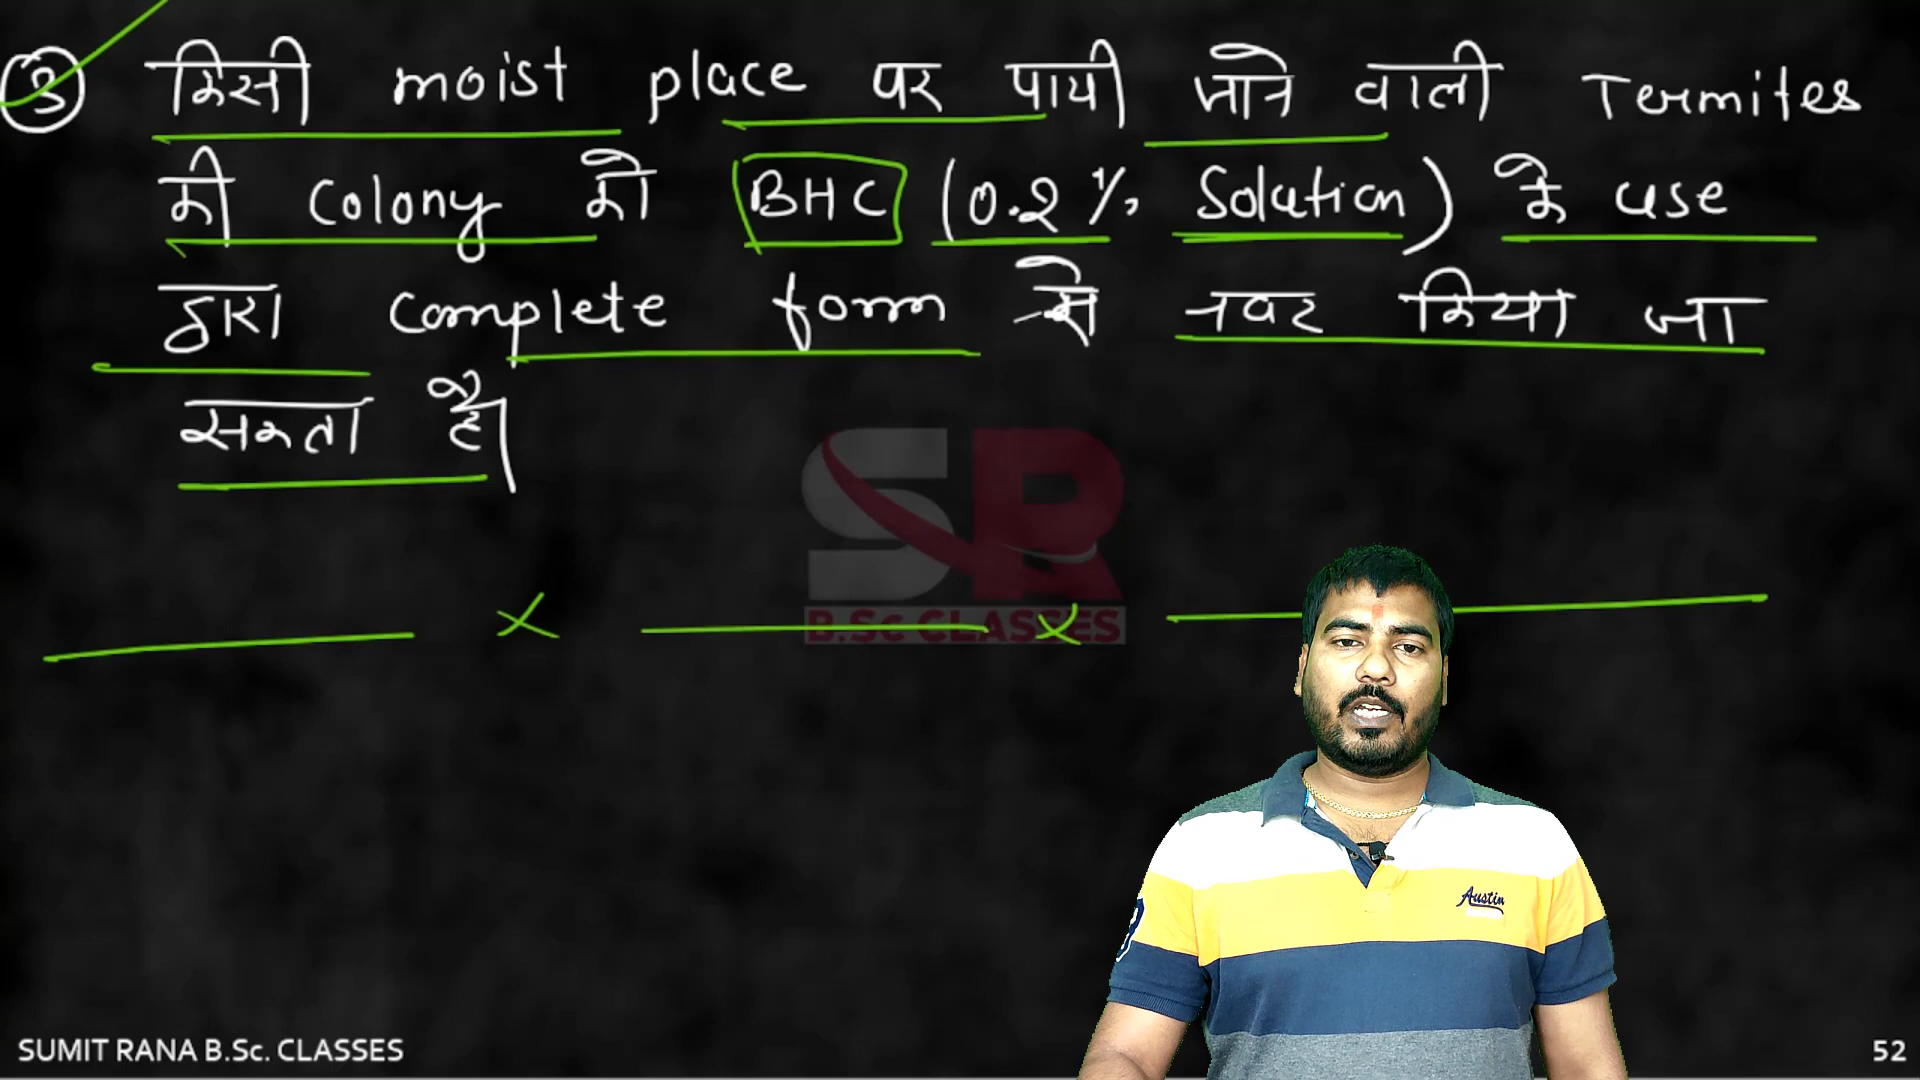 ③ किसी moist place पर पायी जाने वाली Termites
की colony को BHC (0.2% Solution) के use
द्वारा complete form से नष्ट किया जा
सकता है।
SR
B.Sc CLASSES
Austin
SUMIT RANA B.Sc. CLASSES
52